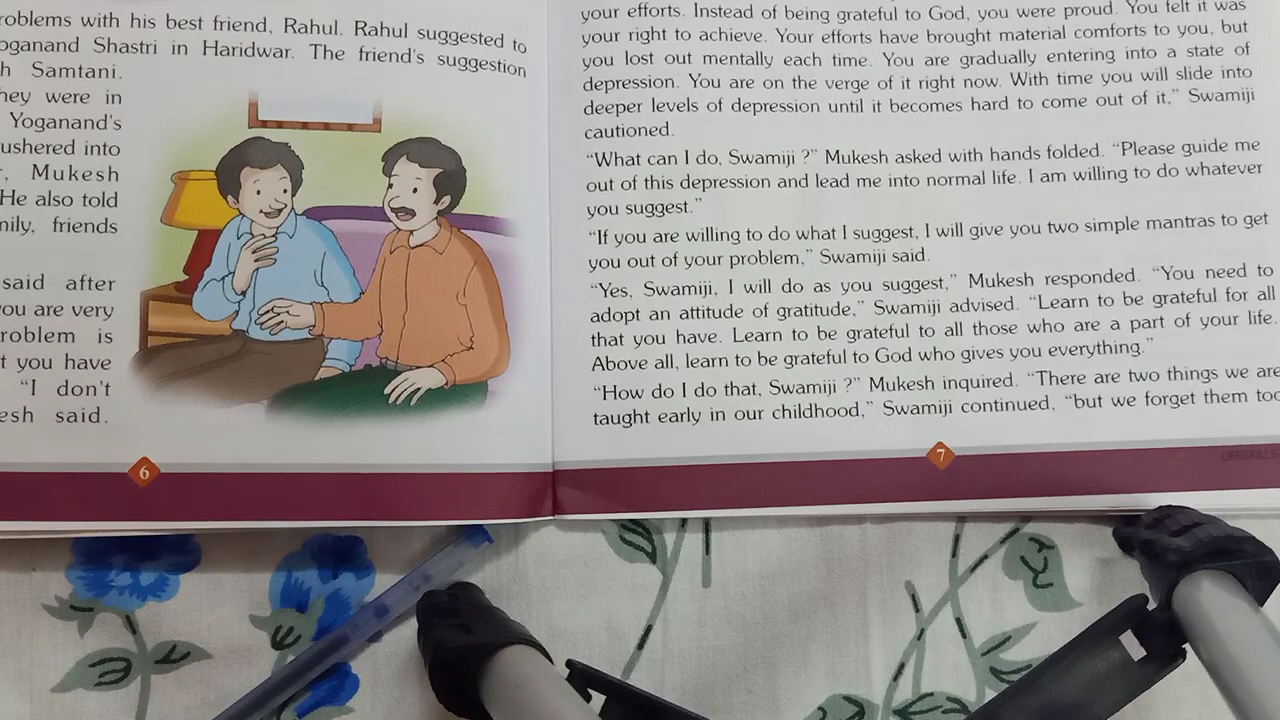 roblems with his best friend, Rahul. Rahul suggested to
oganand Shastri in Haridwar. The friend's suggestion
h Samtani.
hey were in
Yoganand's
ushered into
, Mukesh
He also told
mily, friends
said after
you are very
roblem is
t you have
“I don't
esh said.
6
your efforts. Instead of being grateful to God, you were proud. You felt it was
your right to achieve. Your efforts have brought material comforts to you, but
you lost out mentally each time. You are gradually entering into a state of
depression. You are on the verge of it right now. With time you will slide into
deeper levels of depression until it becomes hard to come out of it,” Swamiji
cautioned.
“What can I do, Swamiji ?” Mukesh asked with hands folded. “Please guide me
out of this depression and lead me into normal life. I am willing to do whatever
you suggest.”
“If you are willing to do what I suggest, I will give you two simple mantras to get
you out of your problem,” Swamiji said.
“Yes, Swamiji, I will do as you suggest,” Mukesh responded. “You need to
adopt an attitude of gratitude,” Swamiji advised. “Learn to be grateful for all
that you have. Learn to be grateful to all those who are a part of your life.
Above all, learn to be grateful to God who gives you everything.”
“How do I do that, Swamiji ?” Mukesh inquired. “There are two things we are
taught early in our childhood,” Swamiji continued, “but we forget them too
7